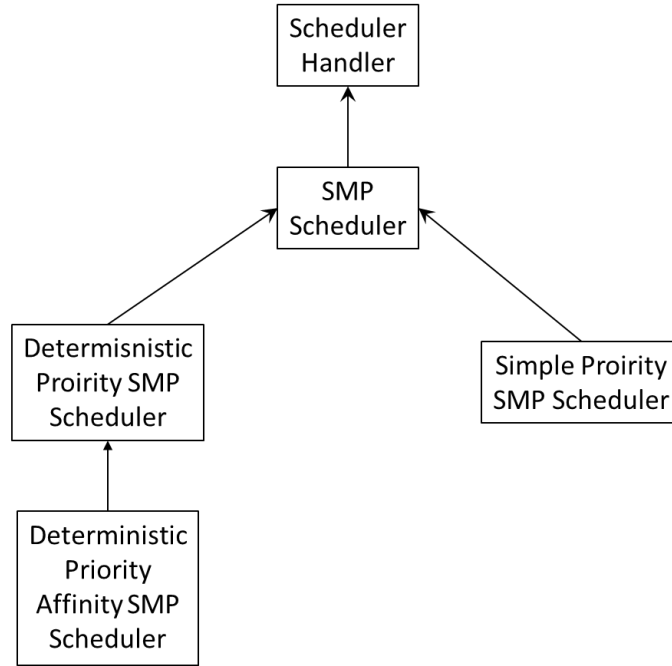 Scheduler
Handler
SMP
Scheduler
Determisnistic
Proirity SMP
Scheduler
Simple Proirity
SMP Scheduler
Deterministic
Priority
Affinity SMP
Scheduler